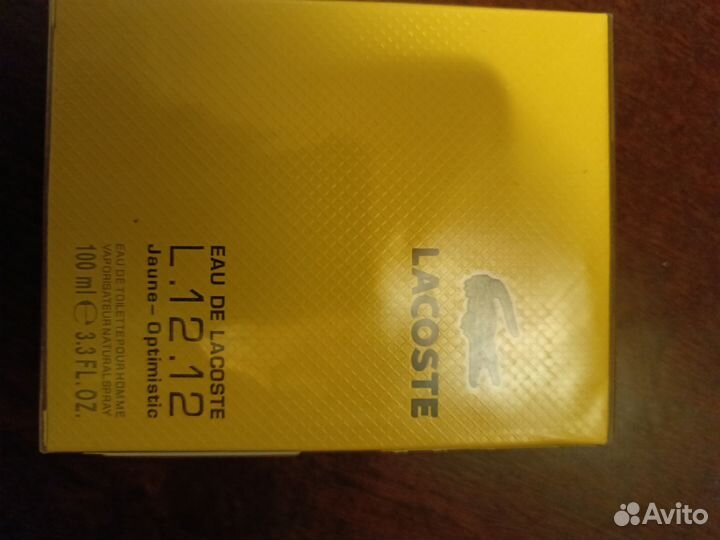 LACOSTE
EAU DE LACOSTE
L.12.12
Jaune - Optimistic
EAU DE TOILETTE POUR HOMME
VAPORISATEUR NATURAL SPRAY
100 ml ℮ 3.3 FL. OZ.
Avito